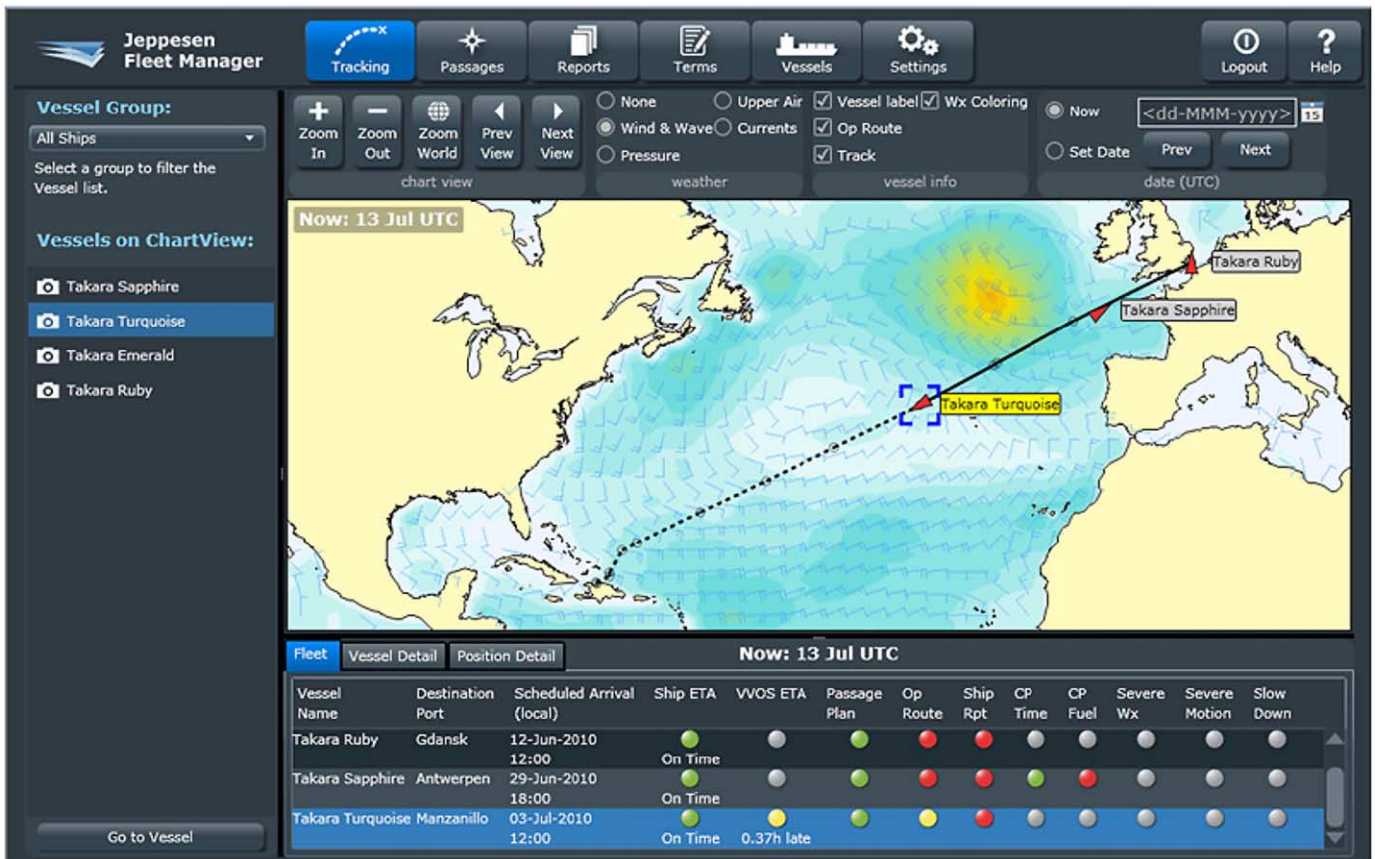 Jeppesen
Fleet Manager
Tracking
Passages
Reports
Terms
Vessels
Settings
Logout
Help
Vessel Group:
All Ships
Select a group to filter the
Vessel list.
Vessels on ChartView:
Takara Sapphire
Takara Turquoise
Takara Emerald
Takara Ruby
Go to Vessel
Zoom In
Zoom Out
Zoom World
Prev View
Next View
chart view
None
Upper Air
Wind & Wave
Currents
Pressure
weather
Vessel label
Wx Coloring
Op Route
Track
vessel info
Now
<dd-MMM-yyyy>
15
Set Date
Prev
Next
date (UTC)
Now: 13 Jul UTC
Takara Ruby
Takara Sapphire
Takara Turquoise
Fleet
Vessel Detail
Position Detail
Now: 13 Jul UTC
Vessel Destination Scheduled Arrival Ship ETA VVOS ETA Passage Op Ship CP CP Severe Severe Slow
Name Port (local) Plan Route Rpt Time Fuel Wx Motion Down
Takara Ruby Gdansk 12-Jun-2010
12:00 On Time
Takara Sapphire Antwerpen 29-Jun-2010
18:00 On Time
Takara Turquoise Manzanillo 03-Jul-2010
12:00 On Time 0.37h late